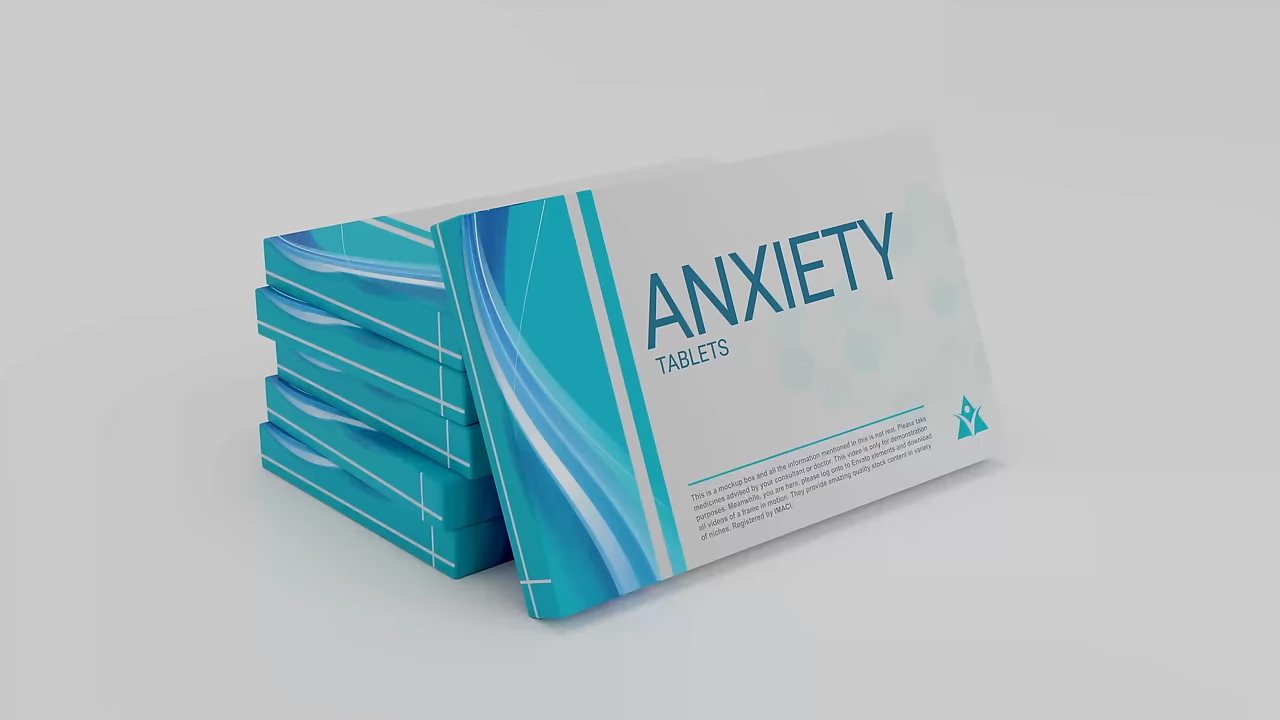 ANXIETY
TABLETS
This is a mockup box and all the information mentioned in this is not real. Please take
medicines advised by your consultant or doctor. This video is only for demonstration
purposes. Meanwhile, you are here, please log onto to Envato elements and download
all videos of a frame in motion. They provide amazing quality stock content in variety
of niches. Registered by IMACI.